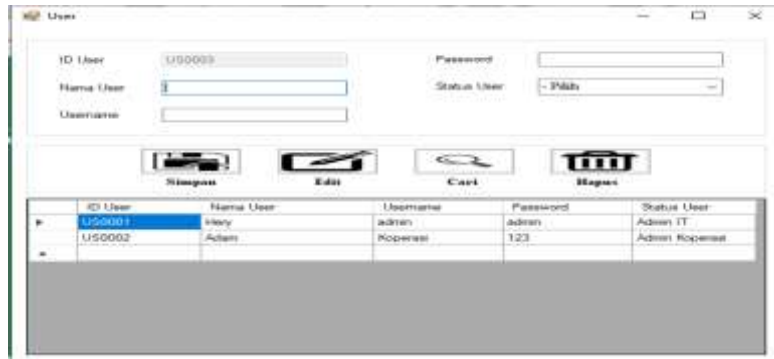 User
ID User US0003 Password
Nama User Status User - Pilih
Username
Simpan Edit Cari Hapus
ID User Nama User Username Password Status User
US0001 Hery admin admin Admin IT
US0002 Adam Koperasi 123 Admin Koperasi